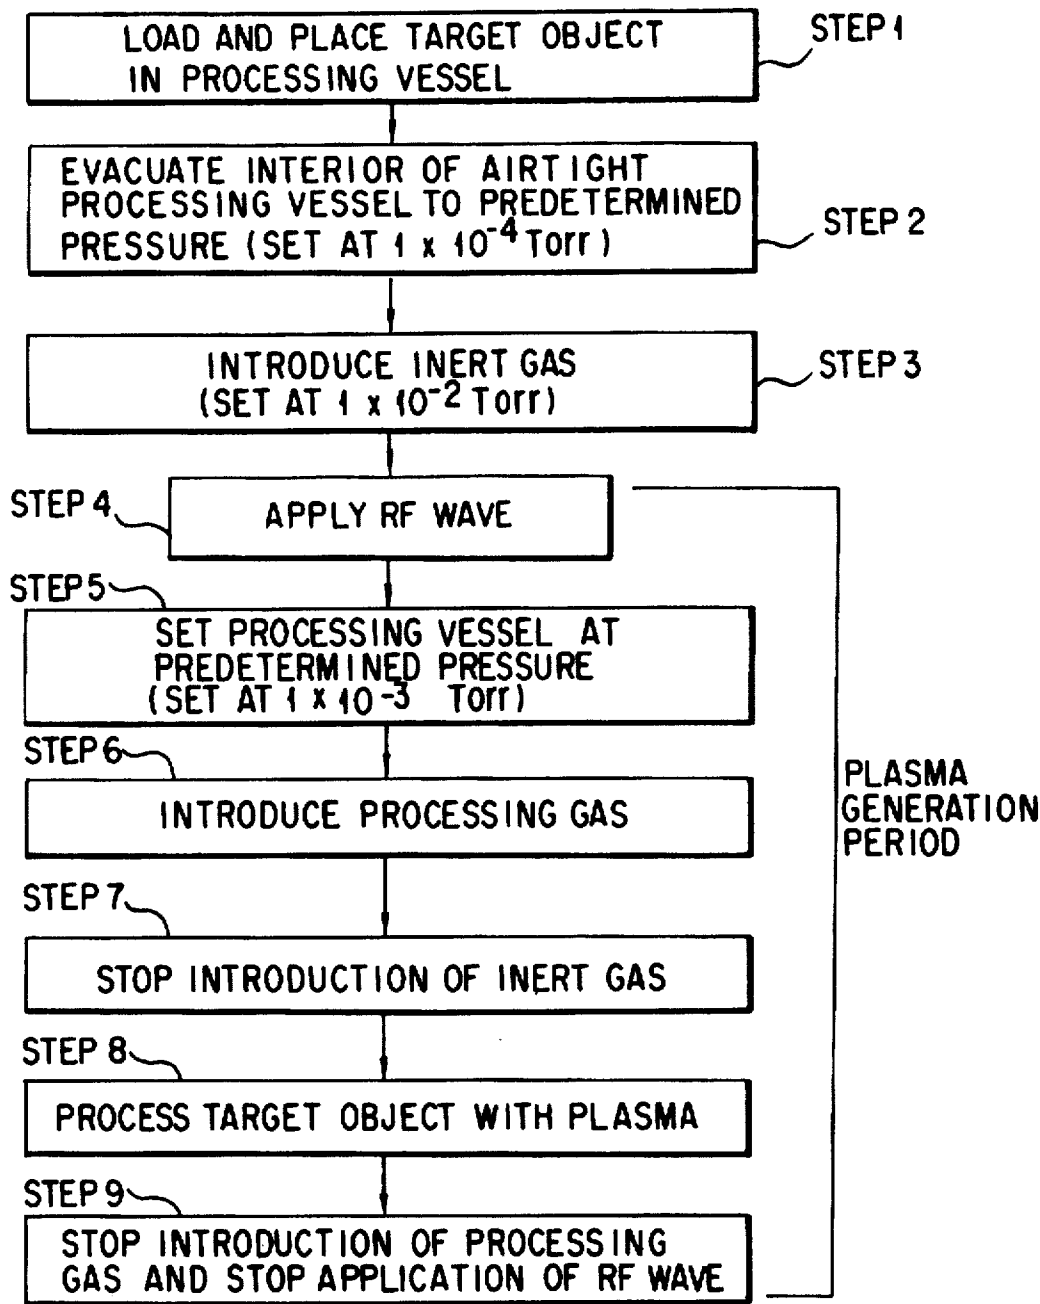 LOAD AND PLACE TARGET OBJECT
IN PROCESSING VESSEL
STEP 1
EVACUATE INTERIOR OF AIRTIGHT
PROCESSING VESSEL TO PREDETERMINED
PRESSURE (SET AT 1 x 10⁻⁴ Torr)
STEP 2
INTRODUCE INERT GAS
(SET AT 1 x 10⁻² Torr)
STEP 3
STEP 4
APPLY RF WAVE
STEP 5
SET PROCESSING VESSEL AT
PREDETERMINED PRESSURE
(SET AT 1 x 10⁻³ Torr)
STEP 6
INTRODUCE PROCESSING GAS
PLASMA
GENERATION
PERIOD
STEP 7
STOP INTRODUCTION OF INERT GAS
STEP 8
PROCESS TARGET OBJECT WITH PLASMA
STEP 9
STOP INTRODUCTION OF PROCESSING
GAS AND STOP APPLICATION OF RF WAVE